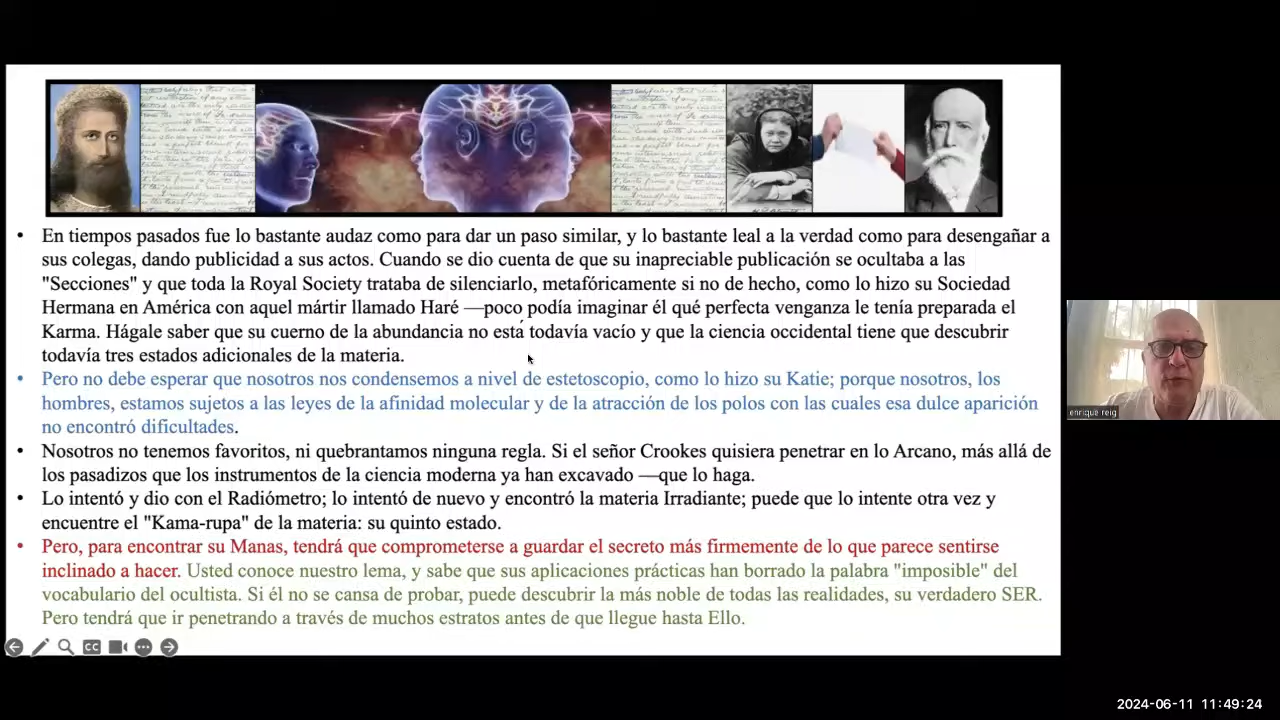 En tiempos pasados fue lo bastante audaz como para dar un paso similar, y lo bastante leal a la verdad como para desengañar a
sus colegas, dando publicidad a sus actos. Cuando se dio cuenta de que su inapreciable publicación se ocultaba a las
"Secciones" y que toda la Royal Society trataba de silenciarlo, metafóricamente si no de hecho, como lo hizo su Sociedad
Hermana en América con aquel mártir llamado Haré —poco podía imaginar él qué perfecta venganza le tenía preparada el
Karma. Hágale saber que su cuerno de la abundancia no está todavía vacío y que la ciencia occidental tiene que descubrir
todavía tres estados adicionales de la materia.
Pero no debe esperar que nosotros nos condensemos a nivel de estetoscopio, como lo hizo su Katie; porque nosotros, los
hombres, estamos sujetos a las leyes de la afinidad molecular y de la atracción de los polos con las cuales esa dulce aparición
no encontró dificultades.
Nosotros no tenemos favoritos, ni quebrantamos ninguna regla. Si el señor Crookes quisiera penetrar en lo Arcano, más allá de
los pasadizos que los instrumentos de la ciencia moderna ya han excavado —que lo haga.
Lo intentó y dio con el Radiómetro; lo intentó de nuevo y encontró la materia Irradiante; puede que lo intente otra vez y
encuentre el "Kama-rupa" de la materia: su quinto estado.
Pero, para encontrar su Manas, tendrá que comprometerse a guardar el secreto más firmemente de lo que parece sentirse
inclinado a hacer. Usted conoce nuestro lema, y sabe que sus aplicaciones prácticas han borrado la palabra "imposible" del
vocabulario del ocultista. Si él no se cansa de probar, puede descubrir la más noble de todas las realidades, su verdadero SER.
Pero tendrá que ir penetrando a través de muchos estratos antes de que llegue hasta Ello.
CC
enrique reig
2024-06-11 11:49:24